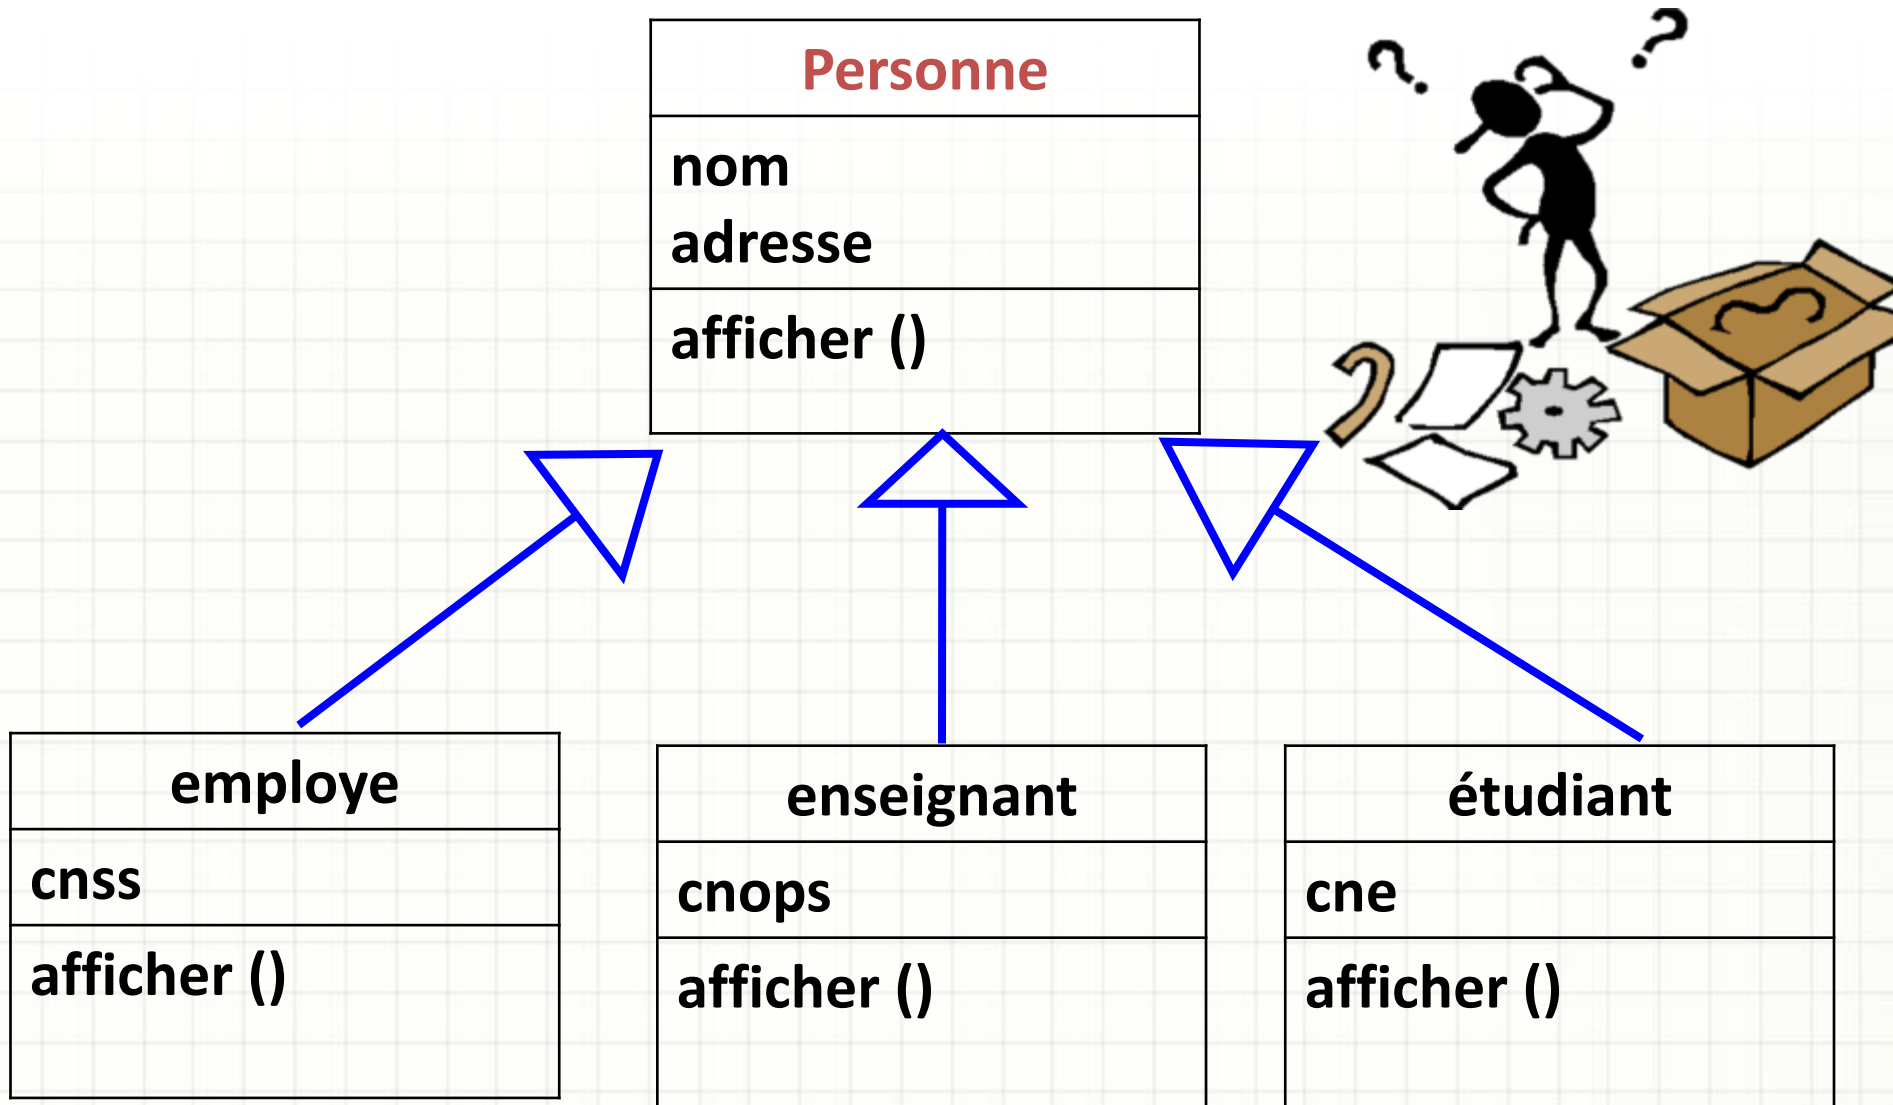 Personne
nom
adresse
afficher ()
employe
cnss
afficher ()
enseignant
cnops
afficher ()
étudiant
cne
afficher ()
? ?